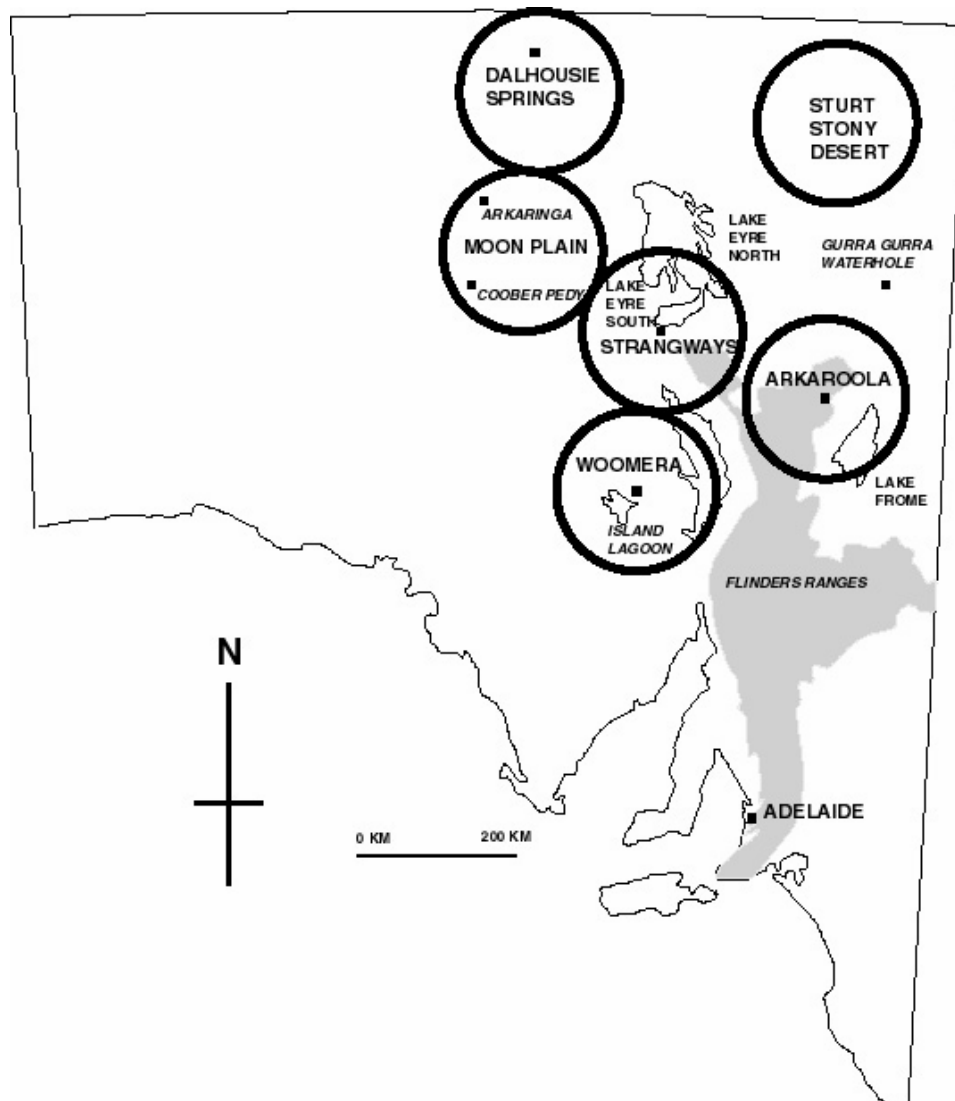 DALHOUSIE
SPRINGS
STURT
STONY
DESERT
ARKARINGA
MOON PLAIN
COOBER PEDY
LAKE
EYRE
NORTH
GURRA GURRA
WATERHOLE
LAKE
EYRE
SOUTH
STRANGWAYS
ARKAROOLA
WOOMERA
LAKE
FROME
ISLAND
LAGOON
FLINDERS RANGES
N
ADELAIDE
0 KM 200 KM